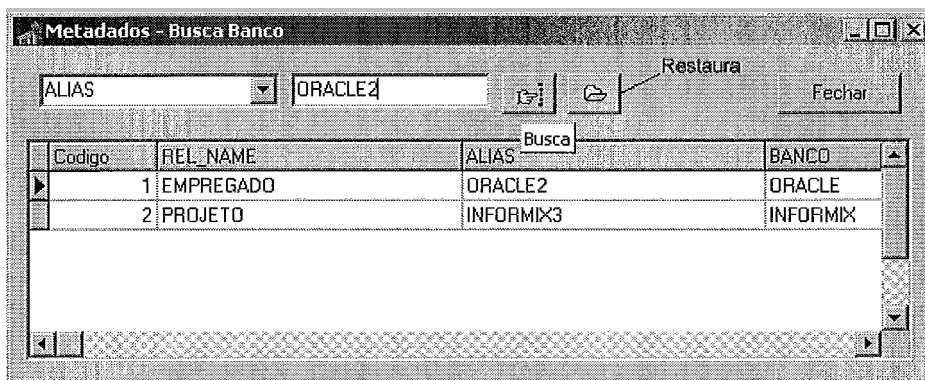 Metadados - Busca Banco
Restaura
ALIAS ORACLE2 Fechar
Busca
Codigo REL_NAME ALIAS BANCO
1 EMPREGADO ORACLE2 ORACLE
2 PROJETO INFORMIX3 INFORMIX